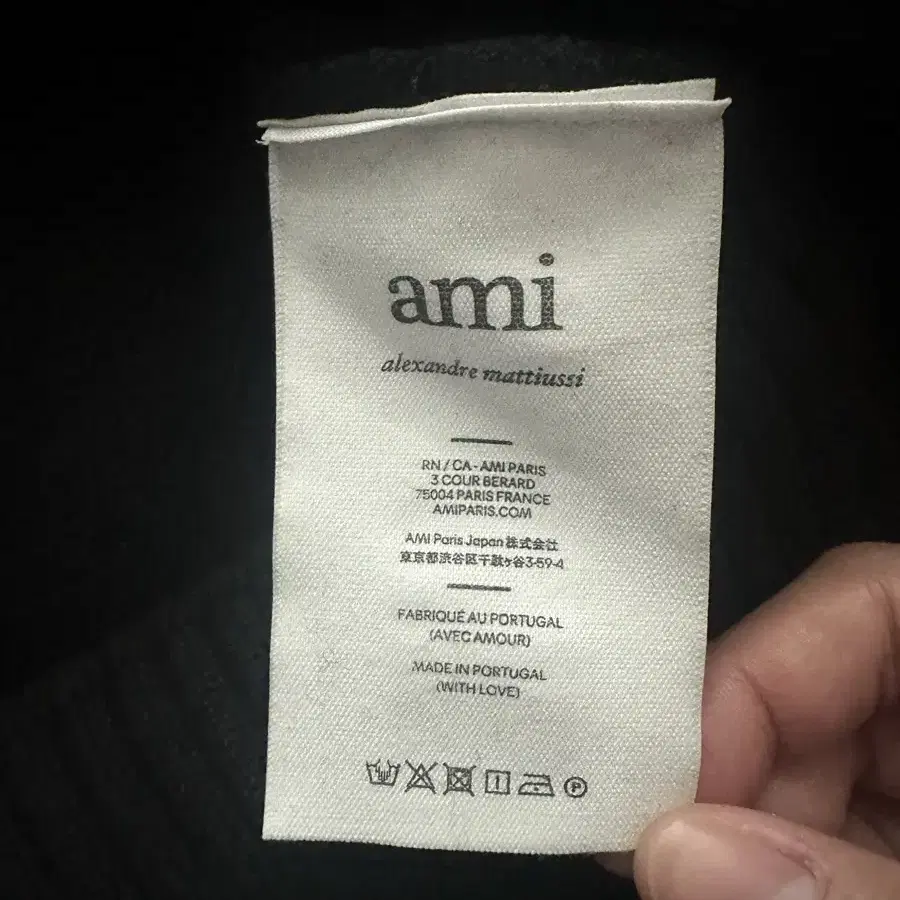 ami
alexandre mattiussi
RN / CA - AMI PARIS
3 COUR BERARD
75004 PARIS FRANCE
AMIPARIS.COM
AMI Paris Japan 株式会社
東京都渋谷区千駄ヶ谷3-59-4
FABRIQUÉ AU PORTUGAL
(AVEC AMOUR)
MADE IN PORTUGAL
(WITH LOVE)
P